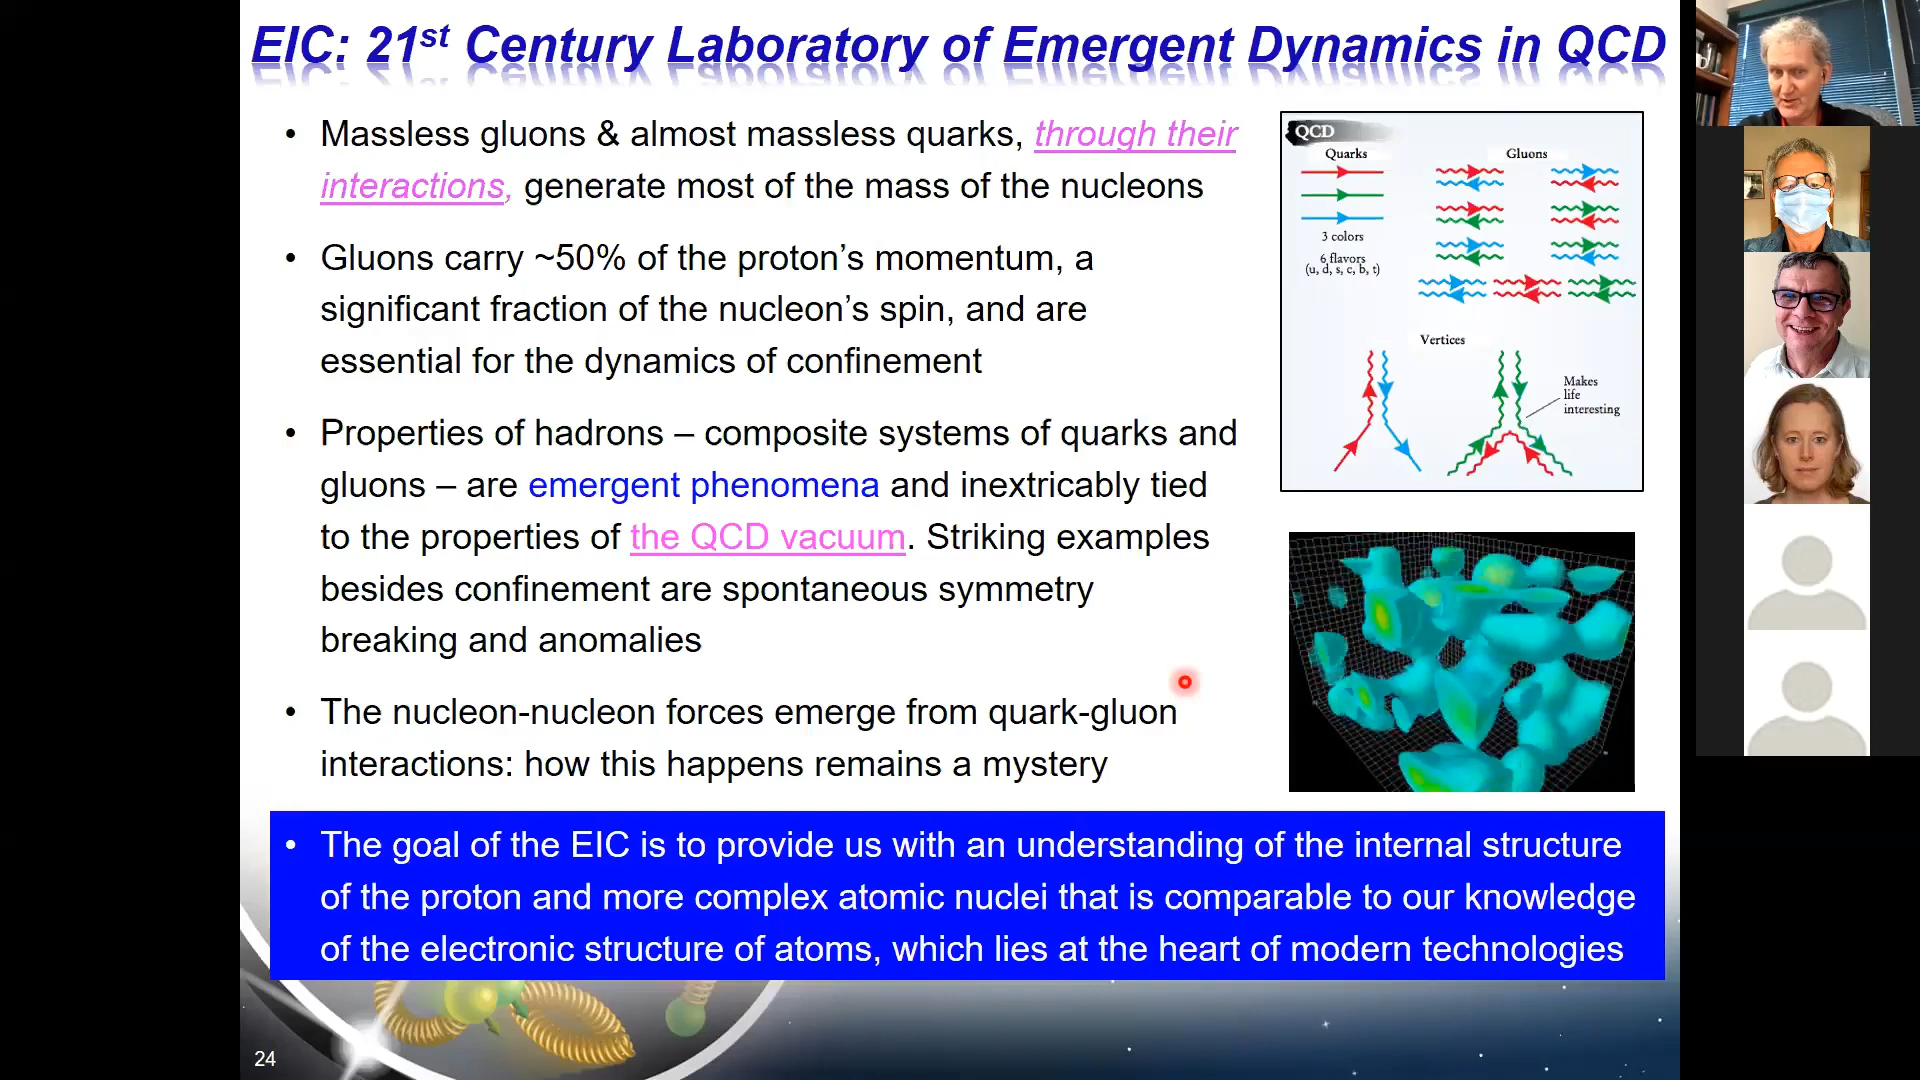 EIC: 21st Century Laboratory of Emergent Dynamics in QCD
• Massless gluons & almost massless quarks, through their
interactions, generate most of the mass of the nucleons
• Gluons carry ~50% of the proton’s momentum, a
significant fraction of the nucleon’s spin, and are
essential for the dynamics of confinement
• Properties of hadrons – composite systems of quarks and
gluons – are emergent phenomena and inextricably tied
to the properties of the QCD vacuum. Striking examples
besides confinement are spontaneous symmetry
breaking and anomalies
• The nucleon-nucleon forces emerge from quark-gluon
interactions: how this happens remains a mystery
• The goal of the EIC is to provide us with an understanding of the internal structure
of the proton and more complex atomic nuclei that is comparable to our knowledge
of the electronic structure of atoms, which lies at the heart of modern technologies
QCD
Quarks
Gluons
3 colors
6 flavors
(u, d, s, c, b, t)
Vertices
Makes
life
interesting
24